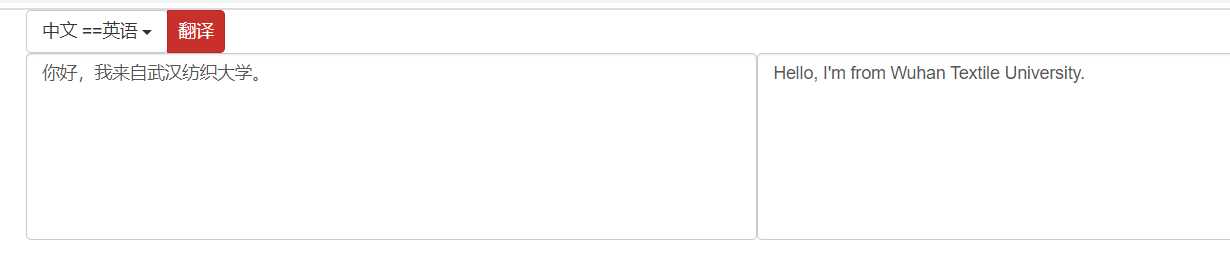 中文 ==英语 翻译
你好，我来自武汉纺织大学。
Hello, I'm from Wuhan Textile University.